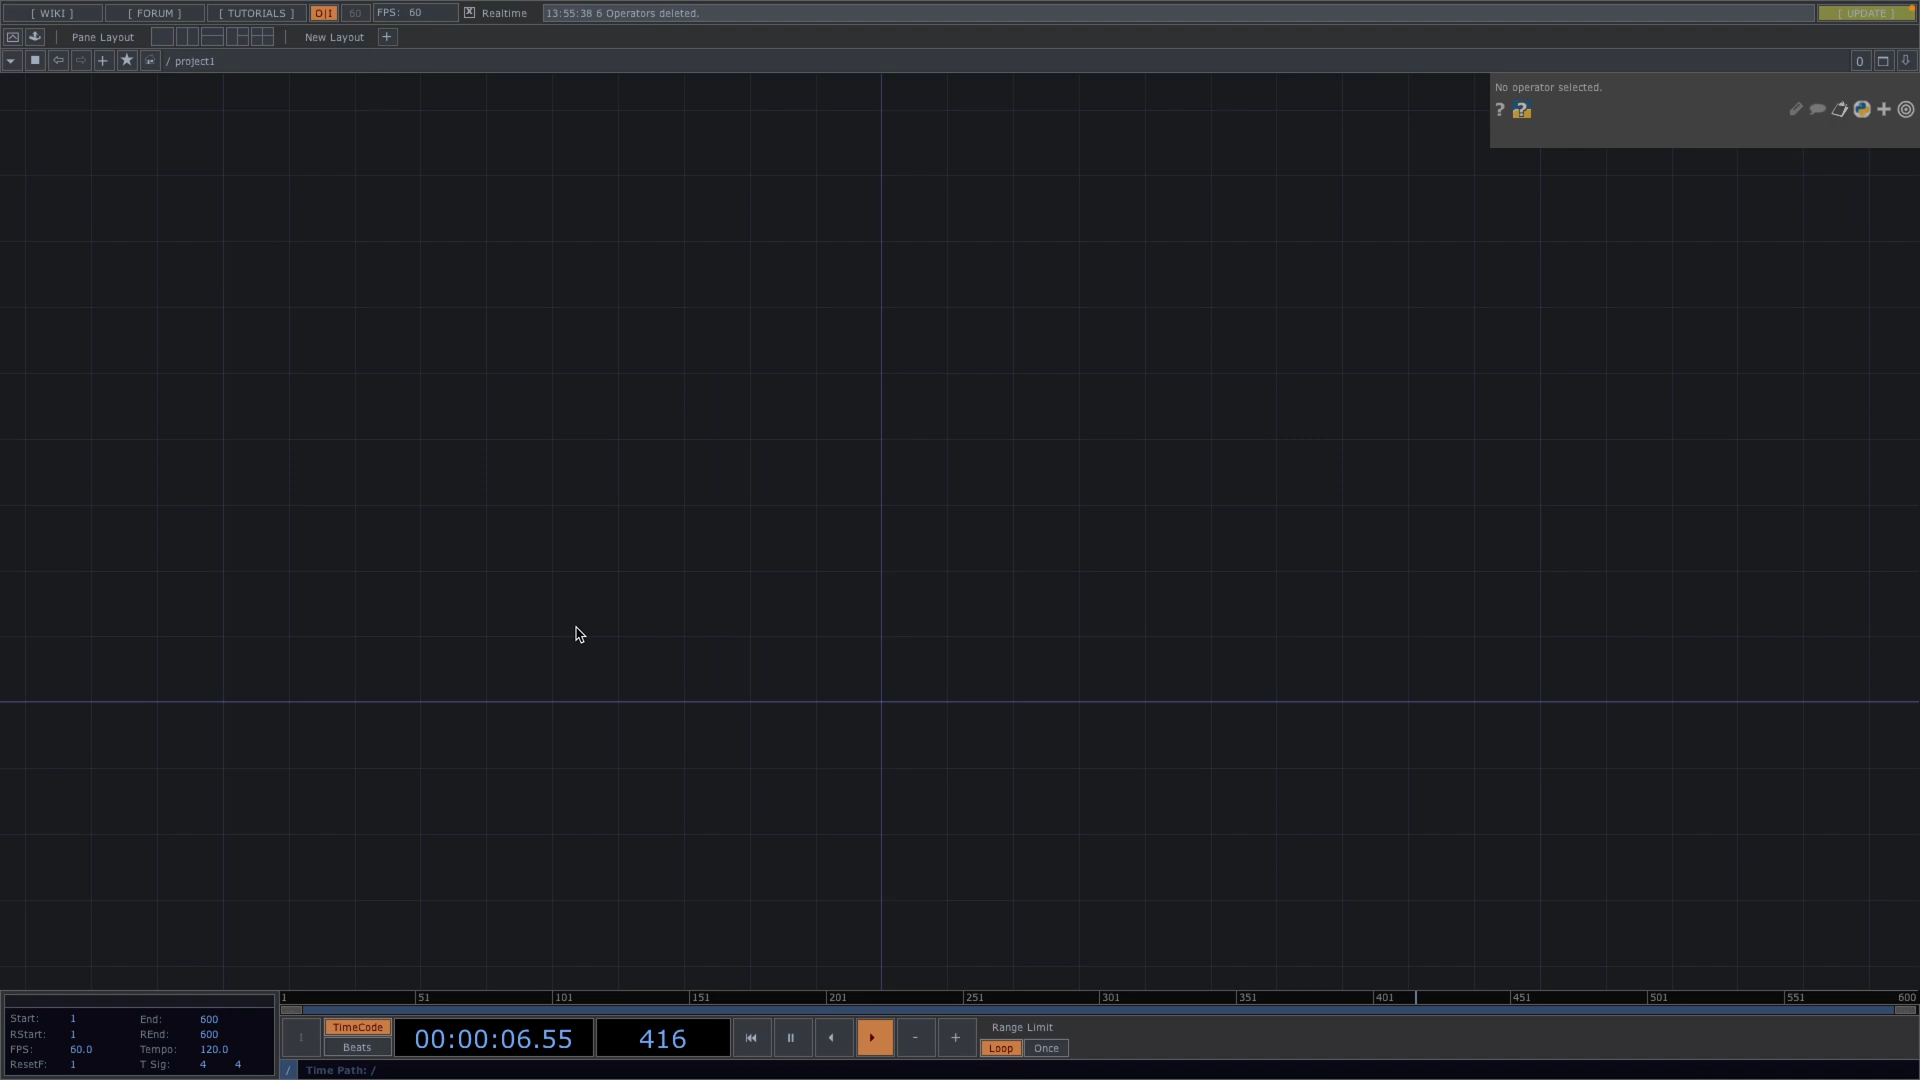 [ WIKI ] [ FORUM ] [ TUTORIALS ] O|I 60 FPS: 60 Realtime 13:55:38 6 Operators deleted. [ UPDATE ]
Pane Layout New Layout +
/ project1 0
No operator selected.
? ?
1 51 101 151 201 251 301 351 401 451 501 551 600
Start: 1 End: 600
RStart: 1 REnd: 600
FPS: 60.0 Tempo: 120.0
ResetF: 1 T Sig: 4 4
TimeCode
Beats
00:00:06.55 416 - +
Range Limit
Loop Once
/ Time Path: /